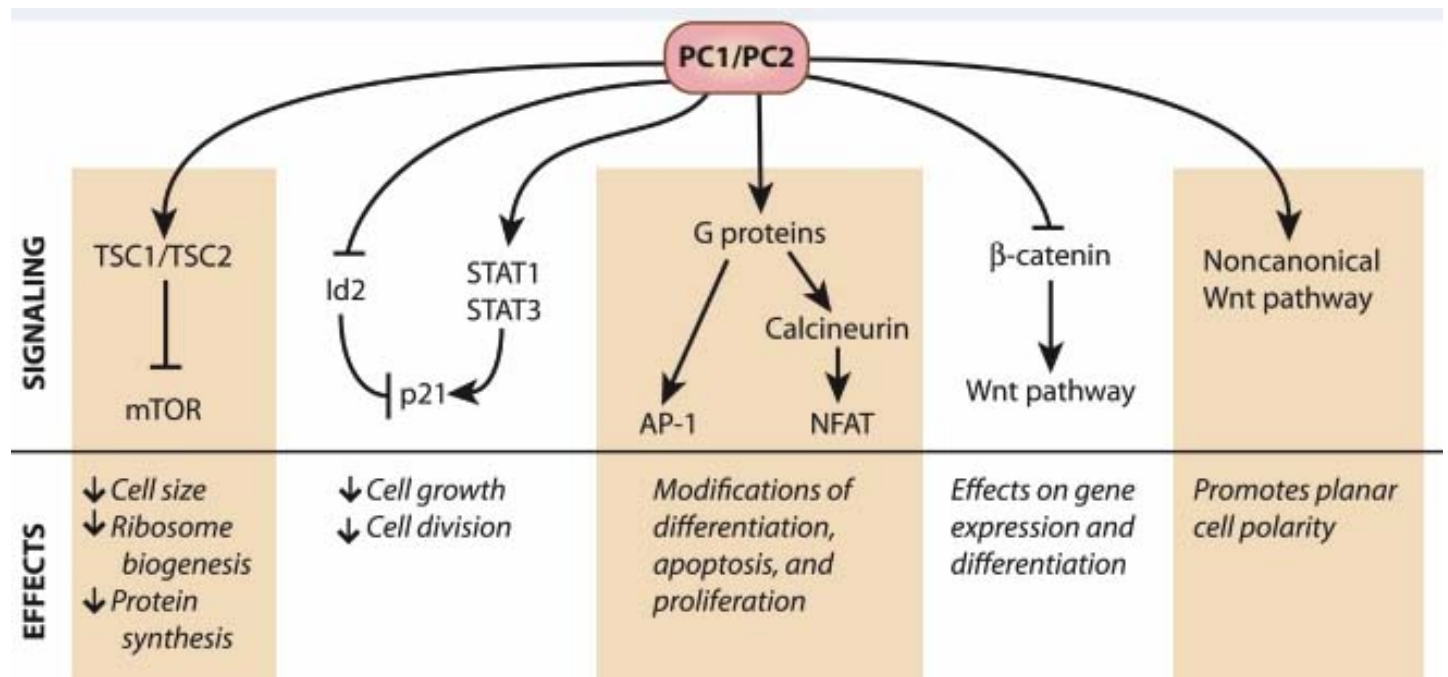 PC1/PC2
SIGNALING
TSC1/TSC2
mTOR
Id2
STAT1
STAT3
p21
G proteins
Calcineurin
AP-1
NFAT
β-catenin
Wnt pathway
Noncanonical
Wnt pathway
EFFECTS
↓ Cell size
↓ Ribosome
biogenesis
↓ Protein
synthesis
↓ Cell growth
↓ Cell division
Modifications of
differentiation,
apoptosis, and
proliferation
Effects on gene
expression and
differentiation
Promotes planar
cell polarity